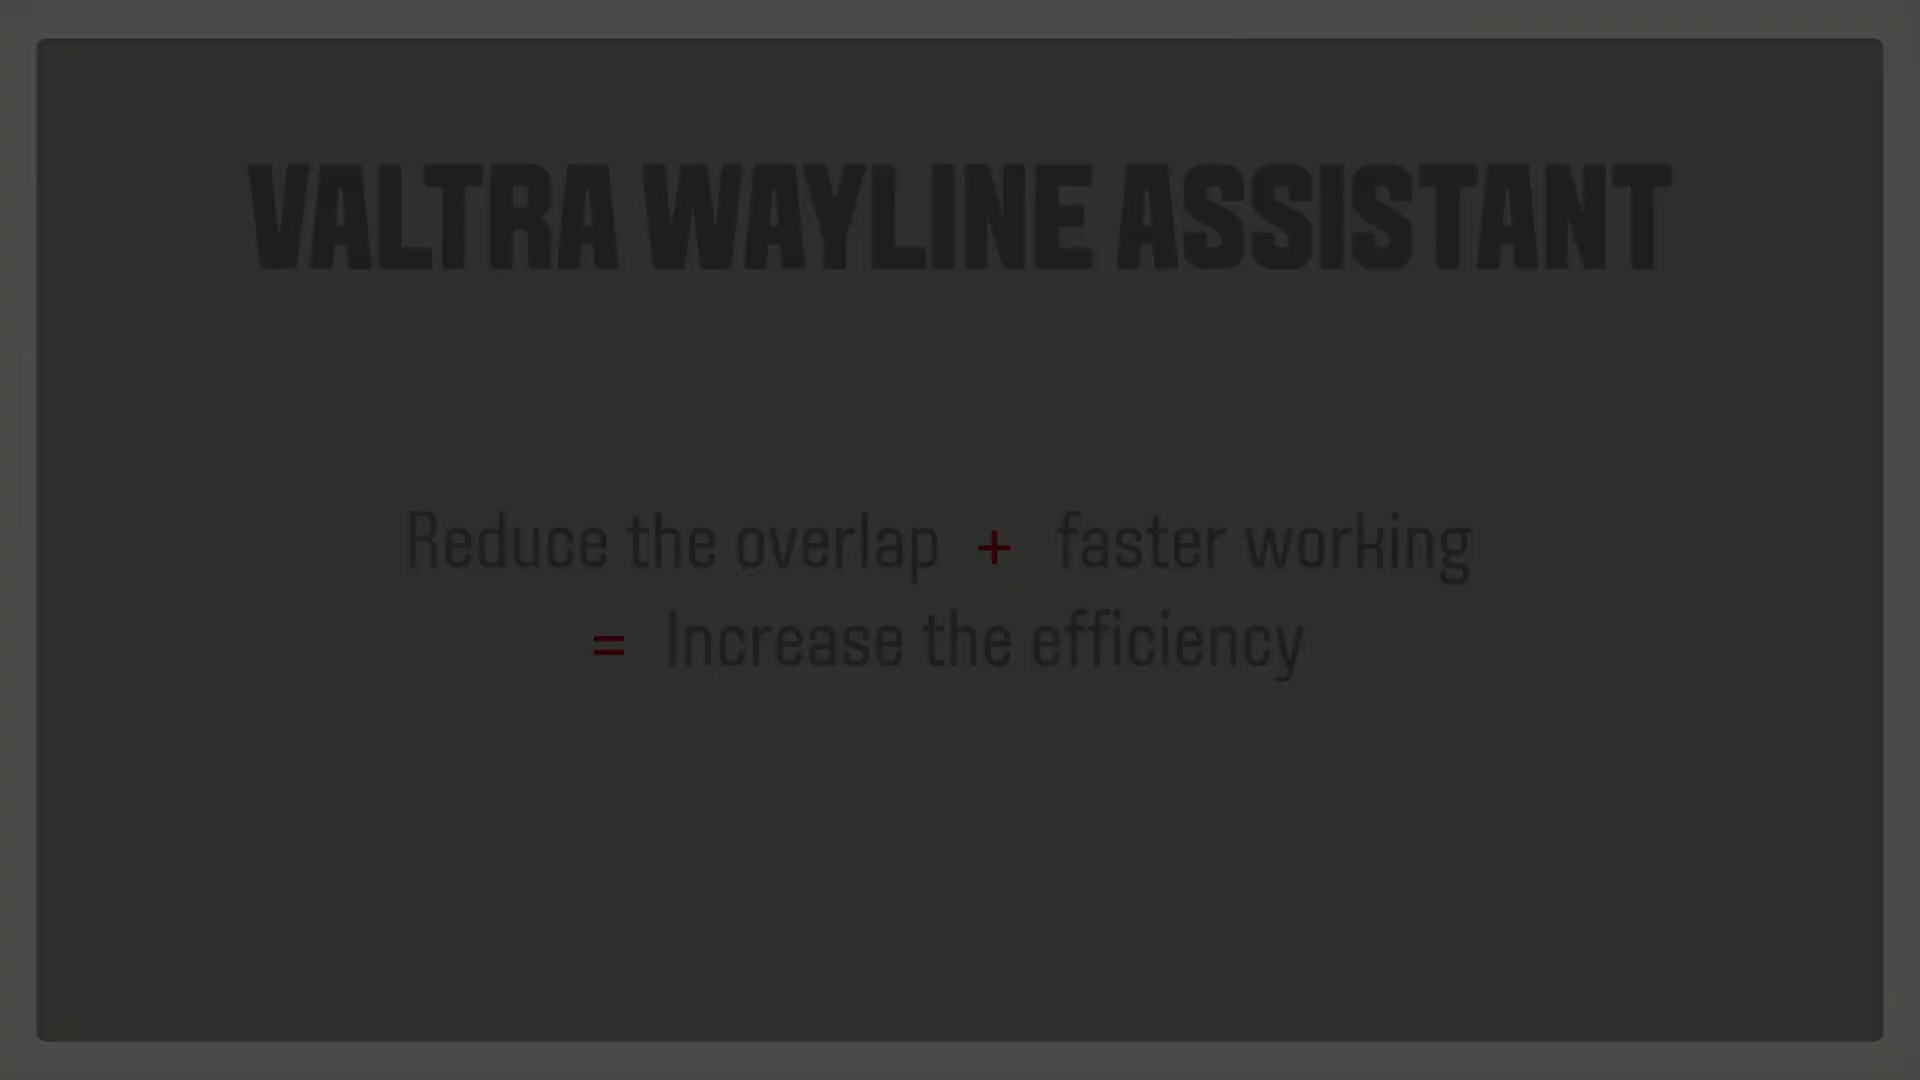 VALTRA WAYLINE ASSISTANT
Reduce the overlap + faster working
= Increase the efficiency